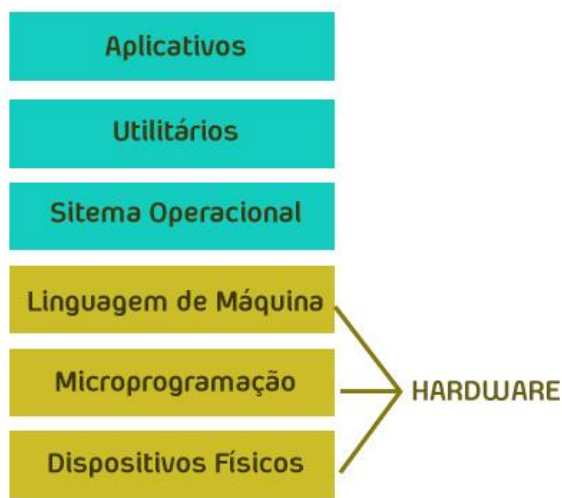 Aplicativos
Utilitários
Sitema Operacional
Linguagem de Máquina
Microprogramação
HARDWARE
Dispositivos Físicos